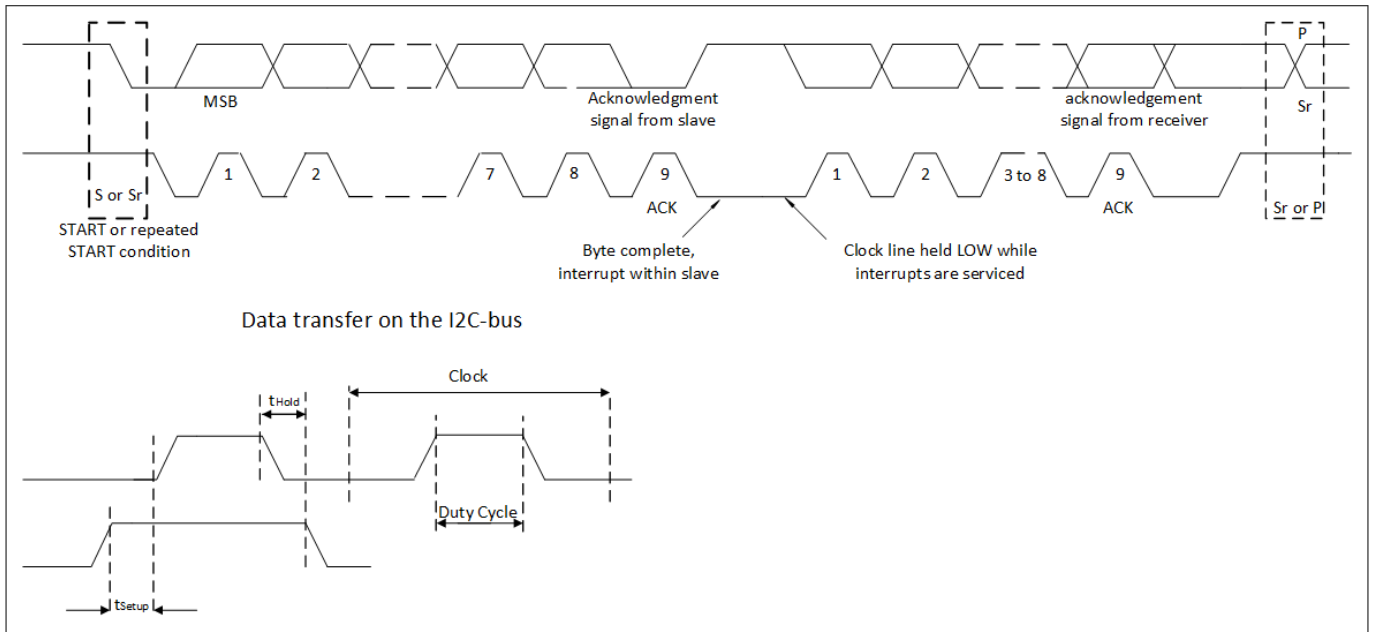 P
MSB
Acknowledgment
signal from slave
acknowledgement
signal from receiver
Sr
1
2
7
8
9
1
2
3 to 8
9
S or Sr
ACK
ACK
Sr or P
START or repeated
START condition
Byte complete,
interrupt within slave
Clock line held LOW while
interrupts are serviced
Data transfer on the I2C-bus
Clock
tHold
Duty Cycle
tSetup